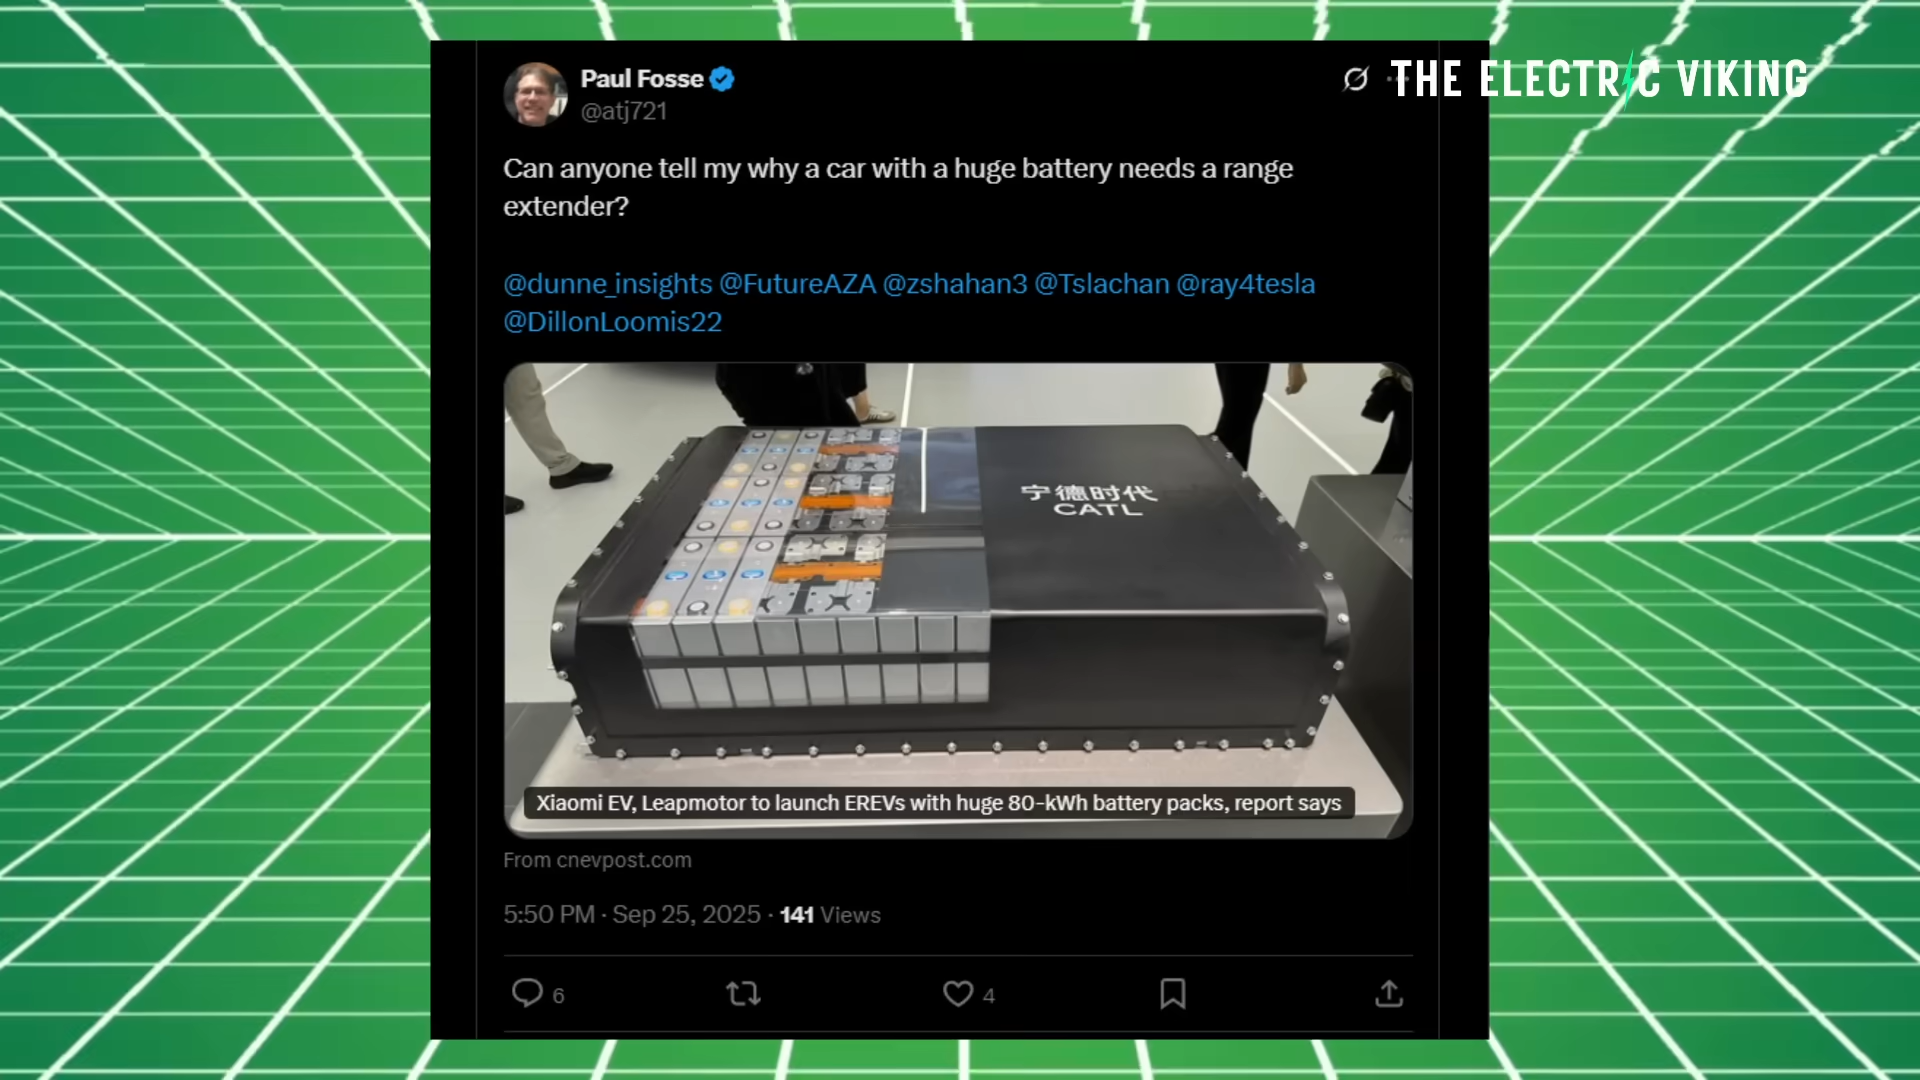 THE ELECTRIC VIKING
Paul Fosse
@atj721
Can anyone tell my why a car with a huge battery needs a range
extender?
@dunne_insights @FutureAZA @zshahan3 @Tslachan @ray4tesla
@DillonLoomis22
宁德时代
CATL
Xiaomi EV, Leapmotor to launch EREVs with huge 80-kWh battery packs, report says
From cnevpost.com
5:50 PM · Sep 25, 2025 · 141 Views
6
4